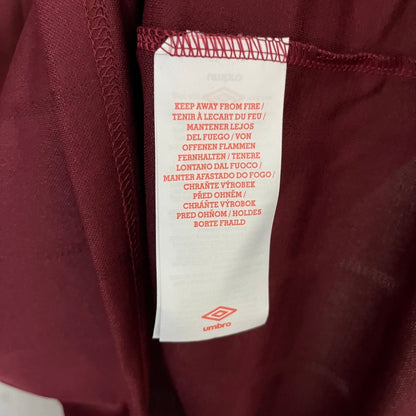 KEEP AWAY FROM FIRE /
TENIR À LECART DU FEU /
MANTENER LEJOS
DEL FUEGO / VON
OFFENEN FLAMMEN
FERNHALTEN / TENERE
LONTANO DAL FUOCO /
MANTER AFASTADO DO FOGO /
CHRAŇTE VÝROBEK
PŘED OHNĚM /
CHRÁŇTE VÝROBOK
PRED OHŇOM / HOLDES
BORTE FRAILD
umbro